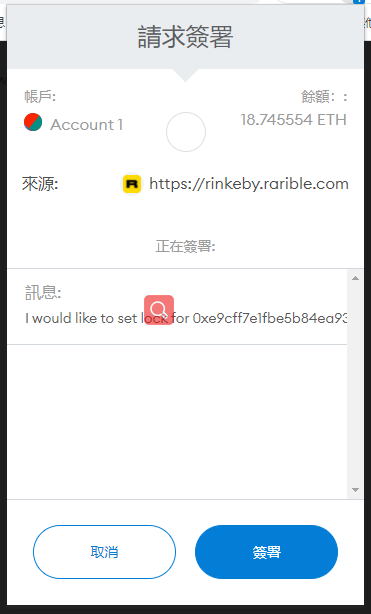 請求簽署
帳戶:
餘額: :
Account 1
18.745554 ETH
來源:
https://rinkeby.rarible.com
正在簽署:
訊息:
I would like to set lock for 0xe9cff7e1fbe5b84ea93
取消
簽署